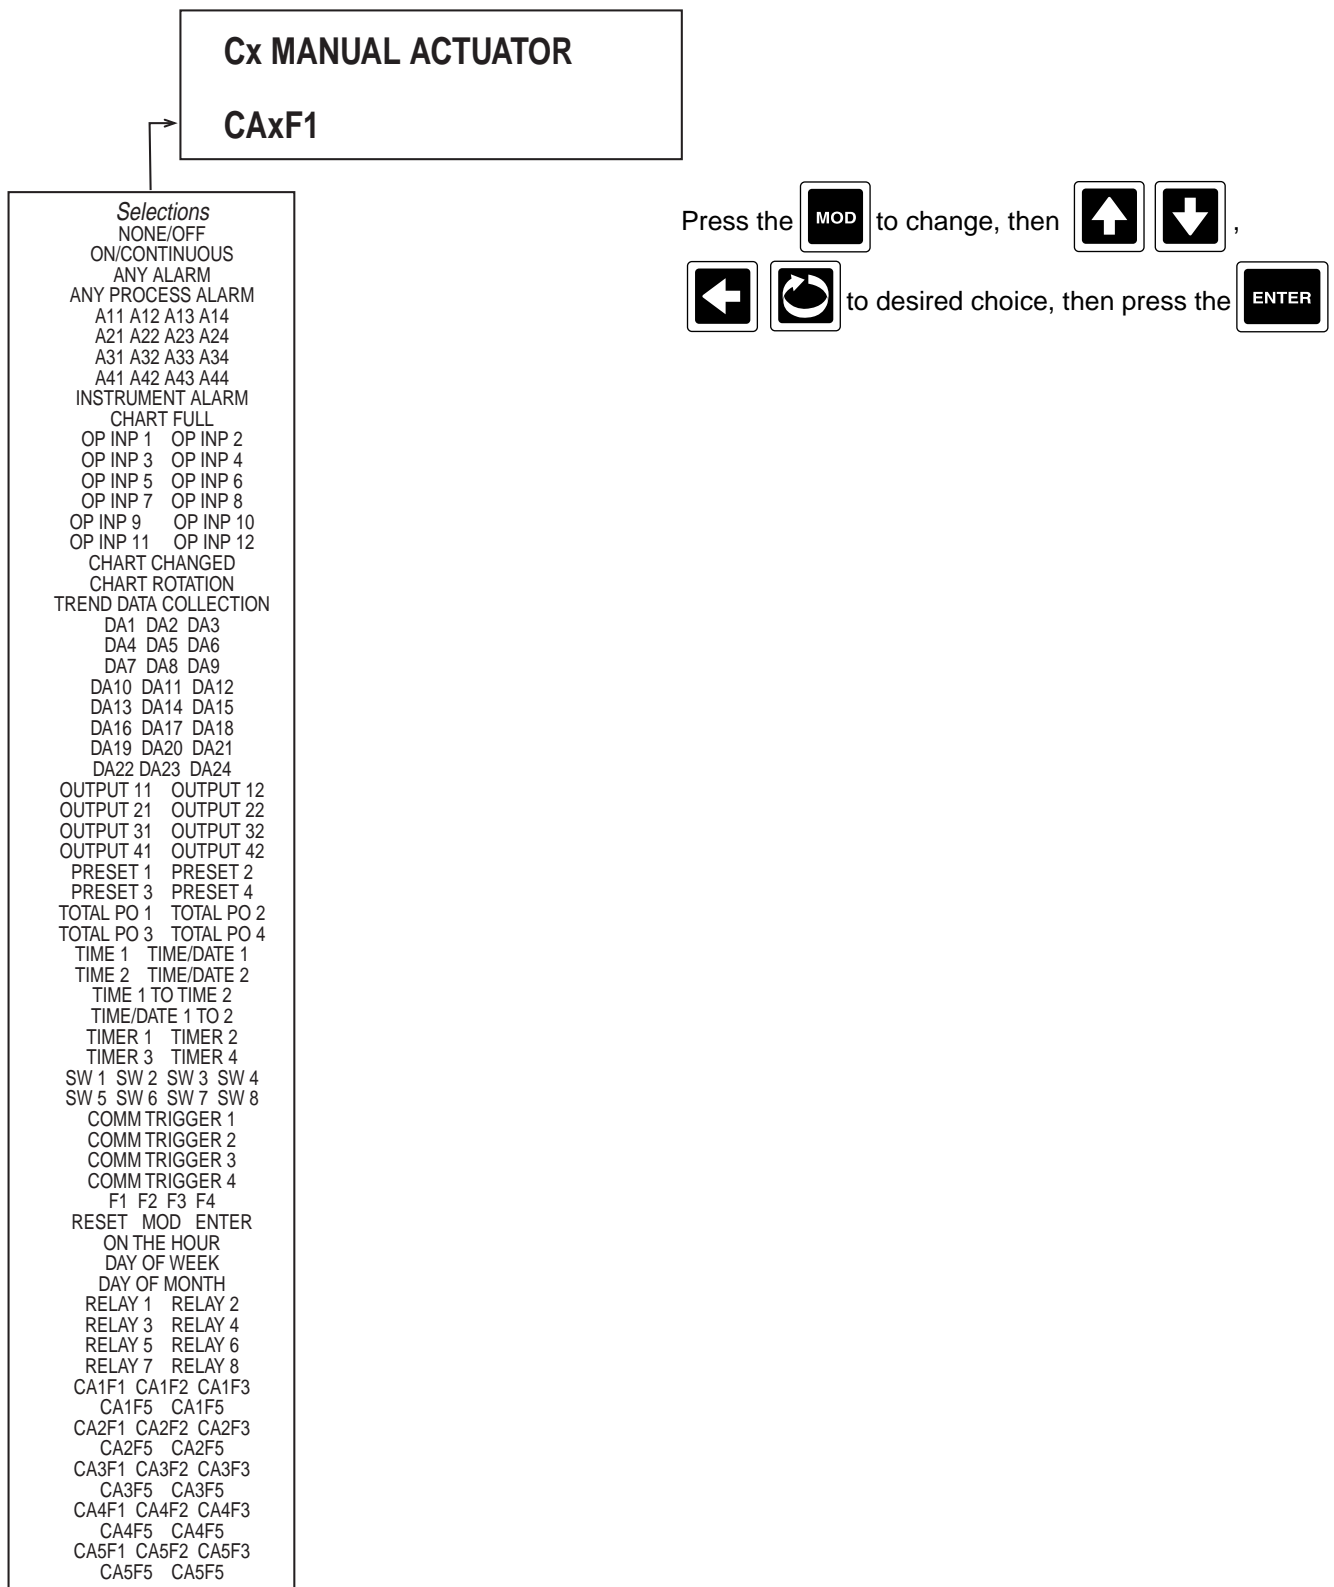 Cx MANUAL ACTUATOR
CAxF1
Press the MOD to change, then ,
to desired choice, then press the ENTER
Selections
NONE/OFF
ON/CONTINUOUS
ANY ALARM
ANY PROCESS ALARM
A11 A12 A13 A14
A21 A22 A23 A24
A31 A32 A33 A34
A41 A42 A43 A44
INSTRUMENT ALARM
CHART FULL
OP INP 1 OP INP 2
OP INP 3 OP INP 4
OP INP 5 OP INP 6
OP INP 7 OP INP 8
OP INP 9 OP INP 10
OP INP 11 OP INP 12
CHART CHANGED
CHART ROTATION
TREND DATA COLLECTION
DA1 DA2 DA3
DA4 DA5 DA6
DA7 DA8 DA9
DA10 DA11 DA12
DA13 DA14 DA15
DA16 DA17 DA18
DA19 DA20 DA21
DA22 DA23 DA24
OUTPUT 11 OUTPUT 12
OUTPUT 21 OUTPUT 22
OUTPUT 31 OUTPUT 32
OUTPUT 41 OUTPUT 42
PRESET 1 PRESET 2
PRESET 3 PRESET 4
TOTAL PO 1 TOTAL PO 2
TOTAL PO 3 TOTAL PO 4
TIME 1 TIME/DATE 1
TIME 2 TIME/DATE 2
TIME 1 TO TIME 2
TIME/DATE 1 TO 2
TIMER 1 TIMER 2
TIMER 3 TIMER 4
SW 1 SW 2 SW 3 SW 4
SW 5 SW 6 SW 7 SW 8
COMM TRIGGER 1
COMM TRIGGER 2
COMM TRIGGER 3
COMM TRIGGER 4
F1 F2 F3 F4
RESET MOD ENTER
ON THE HOUR
DAY OF WEEK
DAY OF MONTH
RELAY 1 RELAY 2
RELAY 3 RELAY 4
RELAY 5 RELAY 6
RELAY 7 RELAY 8
CA1F1 CA1F2 CA1F3
CA1F5 CA1F5
CA2F1 CA2F2 CA2F3
CA2F5 CA2F5
CA3F1 CA3F2 CA3F3
CA3F5 CA3F5
CA4F1 CA4F2 CA4F3
CA4F5 CA4F5
CA5F1 CA5F2 CA5F3
CA5F5 CA5F5